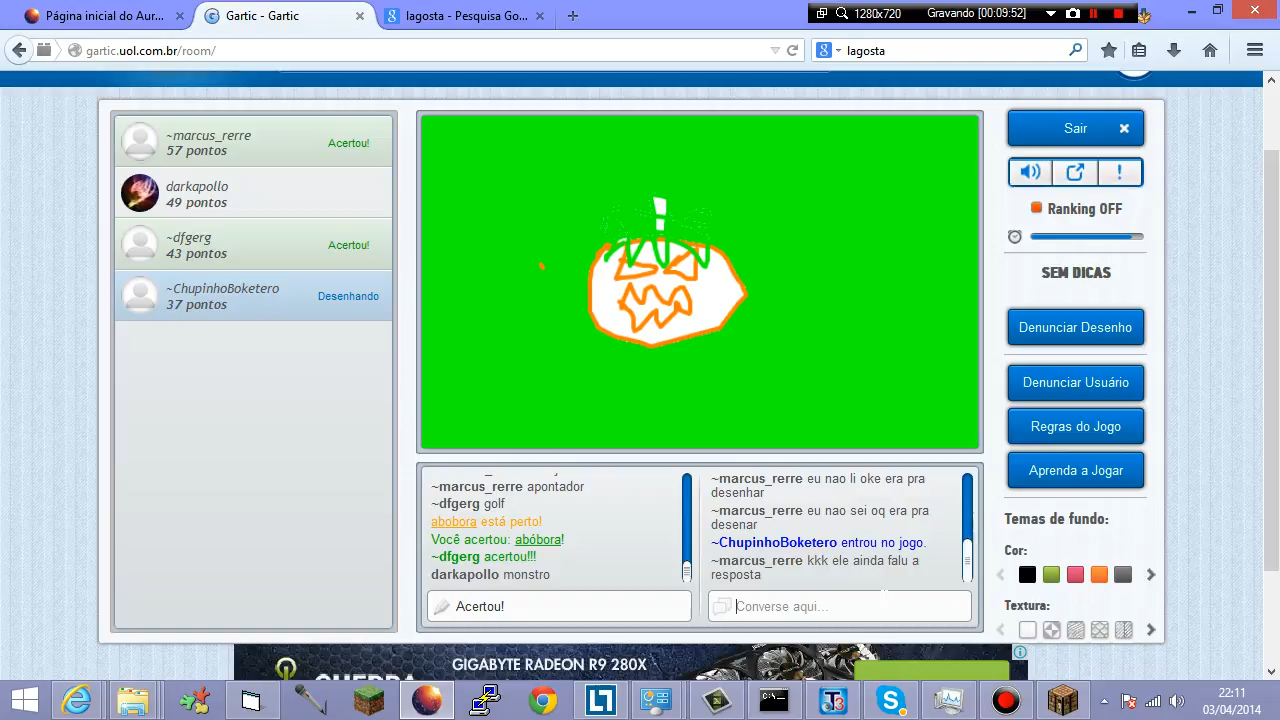 Página inicial do Aur...
Gartic - Gartic
lagosta - Pesquisa Go...
1280x720
Gravando [00:09:52]
gartic.uol.com.br/room/
lagosta
~marcus_rerre
57 pontos
Acertou!
darkapollo
49 pontos
~dfgerg
43 pontos
Acertou!
~ChupinhoBoketero
37 pontos
Desenhando
!
Sair
!
Ranking OFF
SEM DICAS
Denunciar Desenho
Denunciar Usuário
Regras do Jogo
Aprenda a Jogar
Temas de fundo:
Cor:
Textura:
~marcus_rerre apontador
~dfgerg golf
abobora está perto!
Você acertou: abóbora!
~dfgerg acertou!!!
darkapollo monstro
Acertou!
~marcus_rerre eu nao li oke era pra
desenhar
~marcus_rerre eu nao sei oq era pra
desenar
~ChupinhoBoketero entrou no jogo.
~marcus_rerre kkk ele ainda falu a
resposta
Converse aqui...
GIGABYTE RADEON R9 280X
22:11
03/04/2014